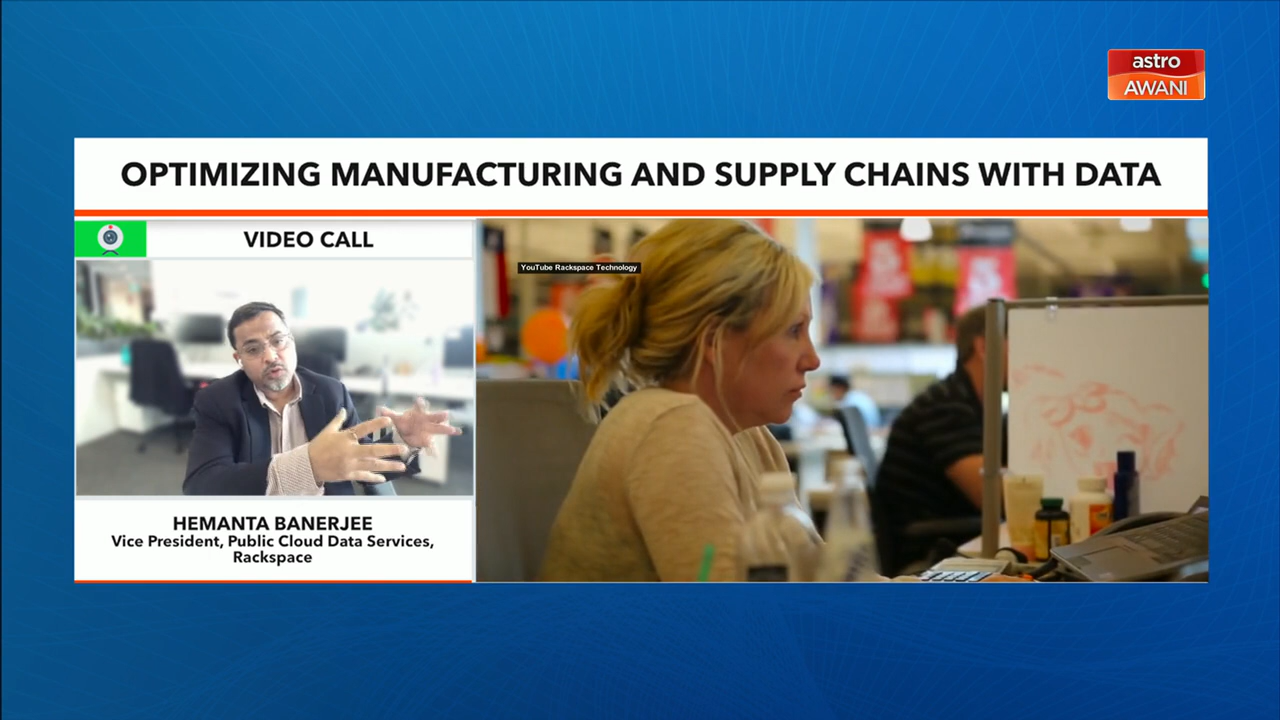 astro
AWANI
OPTIMIZING MANUFACTURING AND SUPPLY CHAINS WITH DATA
VIDEO CALL
YouTube Rackspace Technology
HEMANTA BANERJEE
Vice President, Public Cloud Data Services,
Rackspace